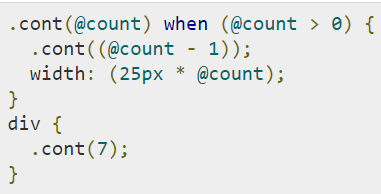 .cont(@count) when (@count > 0) {
  .cont((@count - 1));
  width: (25px * @count);
}
div {
  .cont(7);
}